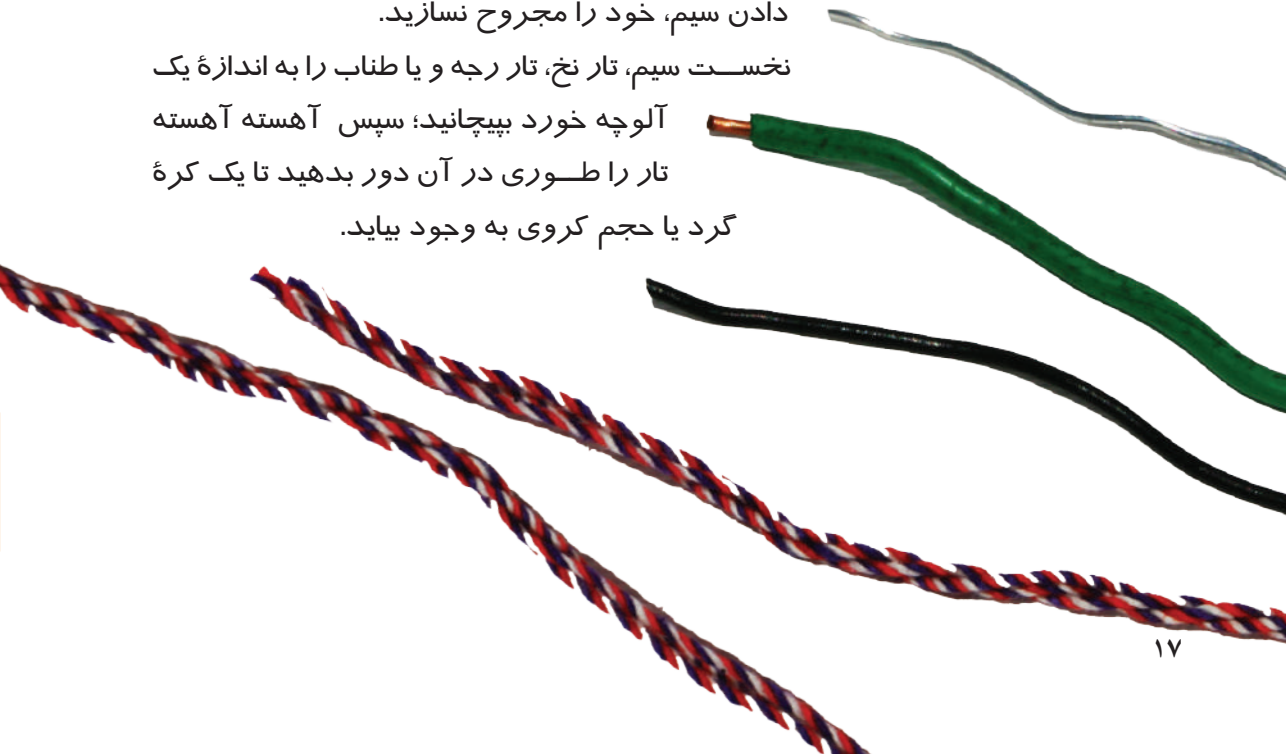 دادن سیم، خود را مجروح نسازید.
نخست سیم، تار نخ، تار رجه و یا طناب را به اندازۀ یک
آلوچه خورد بپیچانید؛ سپس آهسته آهسته
تار را طوری در آن دور بدهید تا یک کرۀ
گرد یا حجم کروی به وجود بیاید.
۱۷